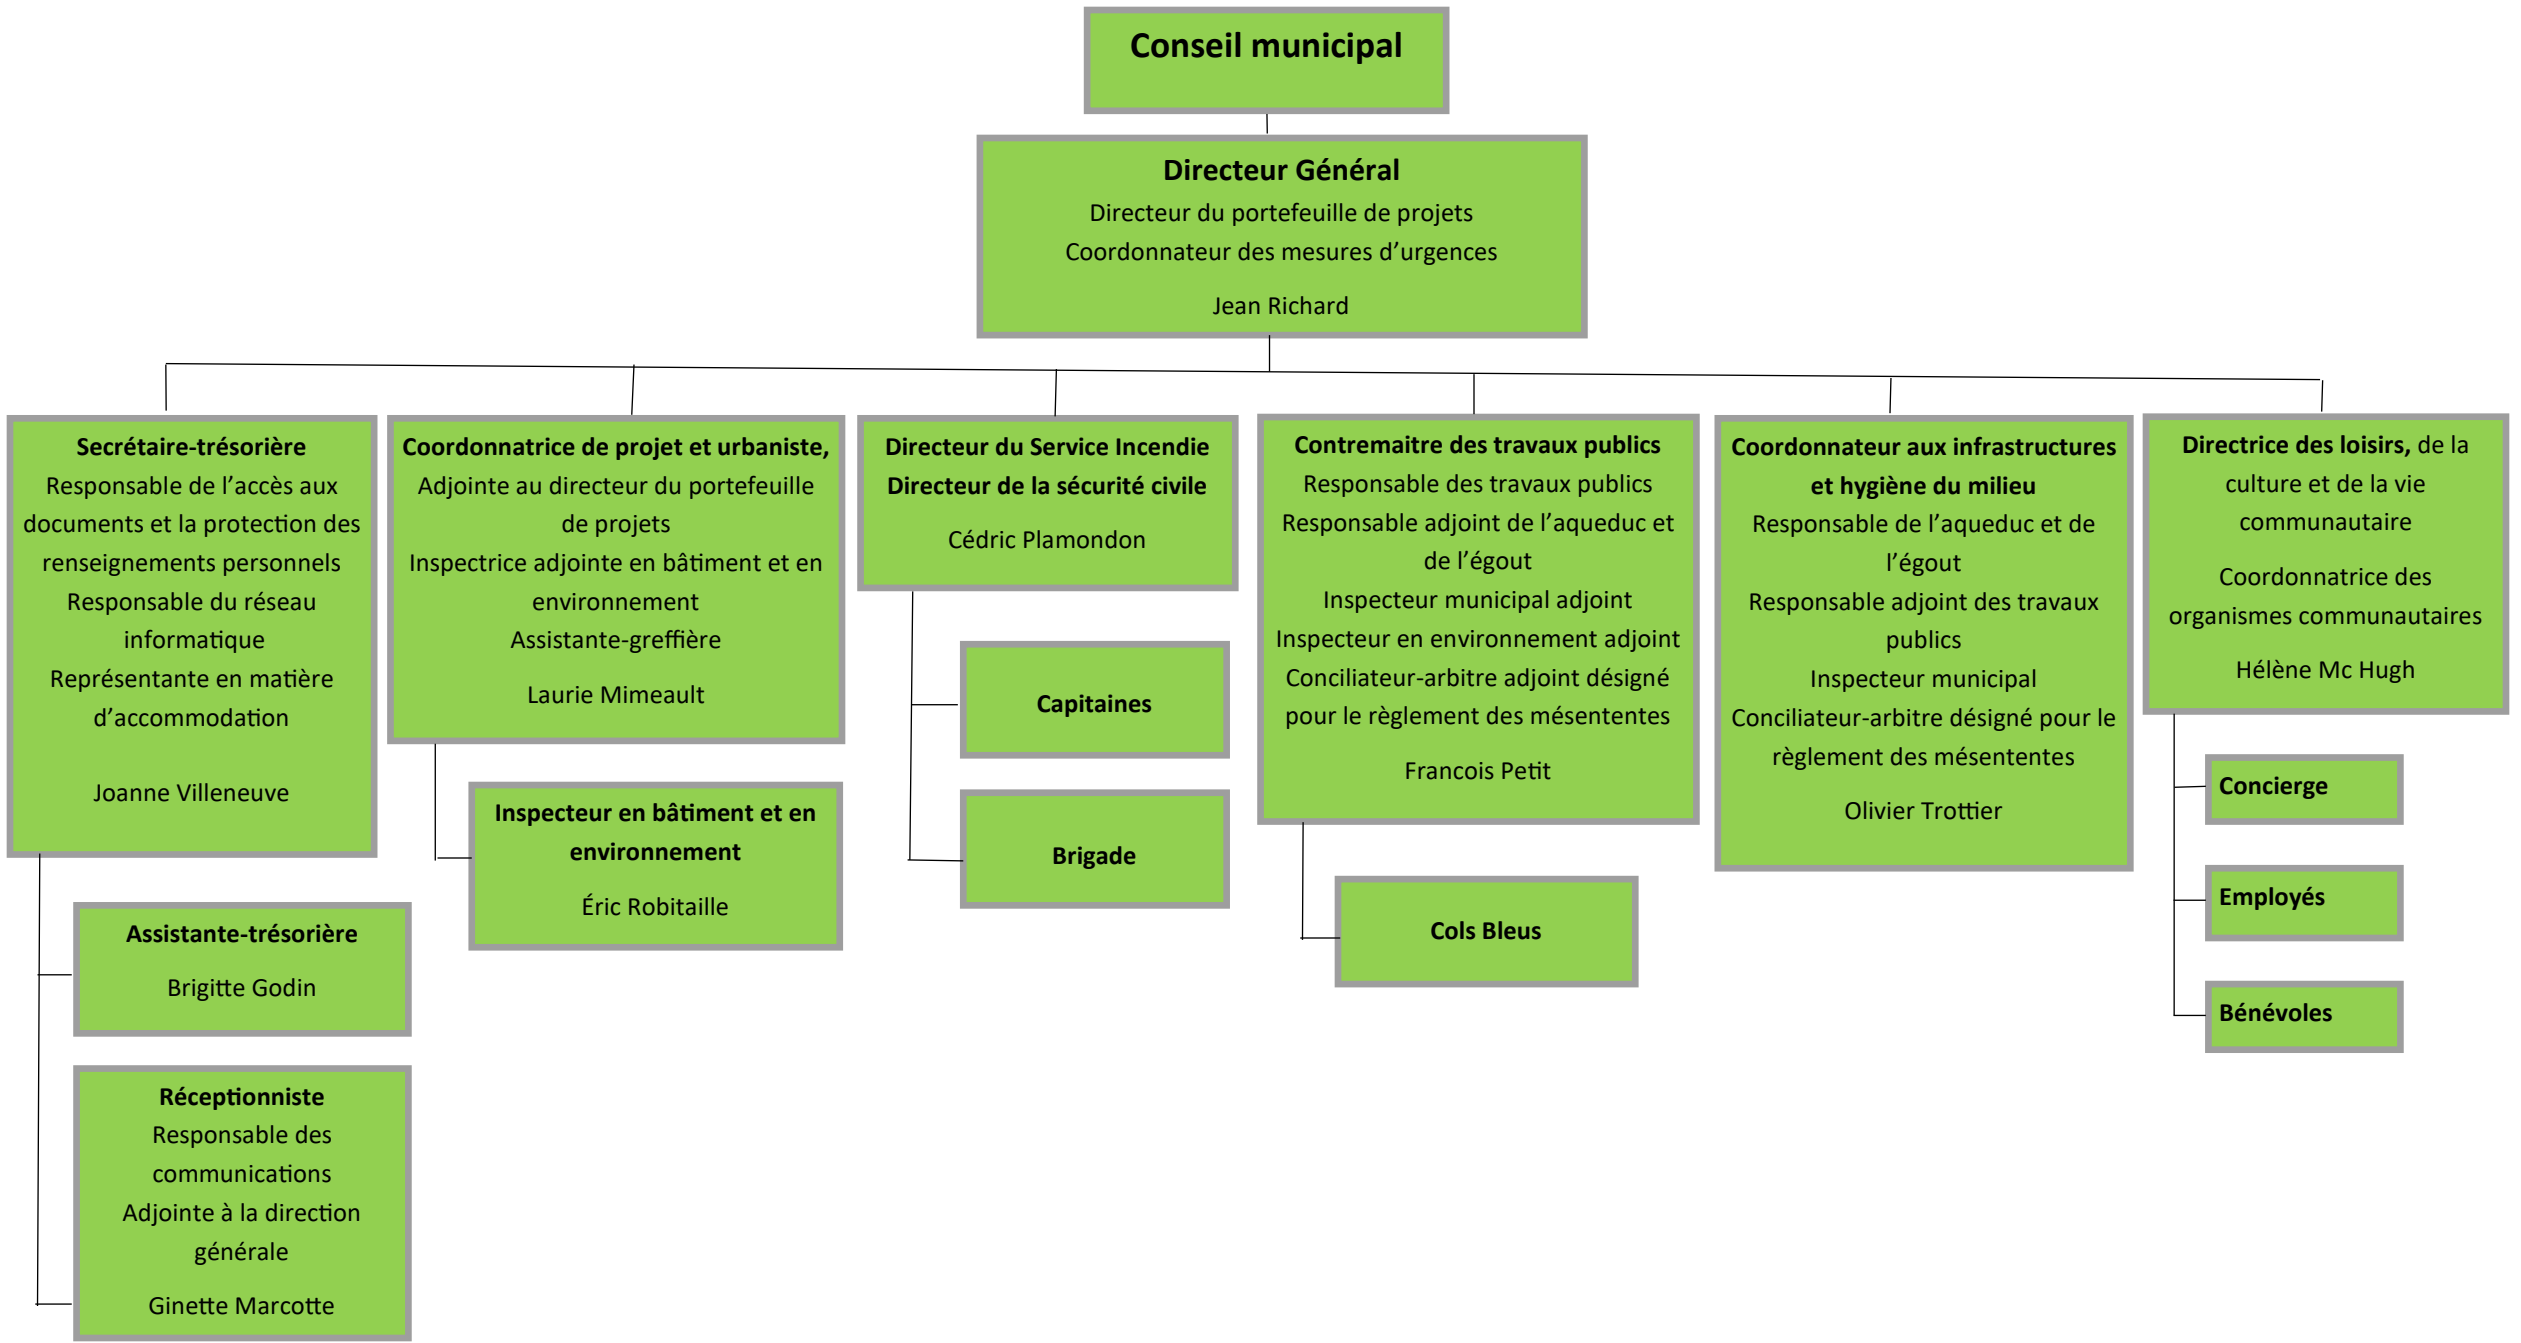 Conseil municipal
Directeur Général
Directeur du portefeuille de projets
Coordonnateur des mesures d’urgences
Jean Richard
Secrétaire-trésorière
Responsable de l’accès aux
documents et la protection des
renseignements personnels
Responsable du réseau
informatique
Représentante en matière
d’accommodation
Joanne Villeneuve
Assistante-trésorière
Brigitte Godin
Réceptionniste
Responsable des
communications
Adjointe à la direction
générale
Ginette Marcotte
Coordonnatrice de projet et urbaniste,
Adjointe au directeur du portefeuille
de projets
Inspectrice adjointe en bâtiment et en
environnement
Assistante-greffière
Laurie Mimeault
Inspecteur en bâtiment et en
environnement
Éric Robitaille
Directeur du Service Incendie
Directeur de la sécurité civile
Cédric Plamondon
Capitaines
Brigade
Contremaitre des travaux publics
Responsable des travaux publics
Responsable adjoint de l’aqueduc et
de l’égout
Inspecteur municipal adjoint
Inspecteur en environnement adjoint
Conciliateur-arbitre adjoint désigné
pour le règlement des mésententes
Francois Petit
Cols Bleus
Coordonnateur aux infrastructures
et hygiène du milieu
Responsable de l’aqueduc et de
l’égout
Responsable adjoint des travaux
publics
Inspecteur municipal
Conciliateur-arbitre désigné pour le
règlement des mésententes
Olivier Trottier
Directrice des loisirs, de la
culture et de la vie
communautaire
Coordonnatrice des
organismes communautaires
Hélène Mc Hugh
Concierge
Employés
Bénévoles